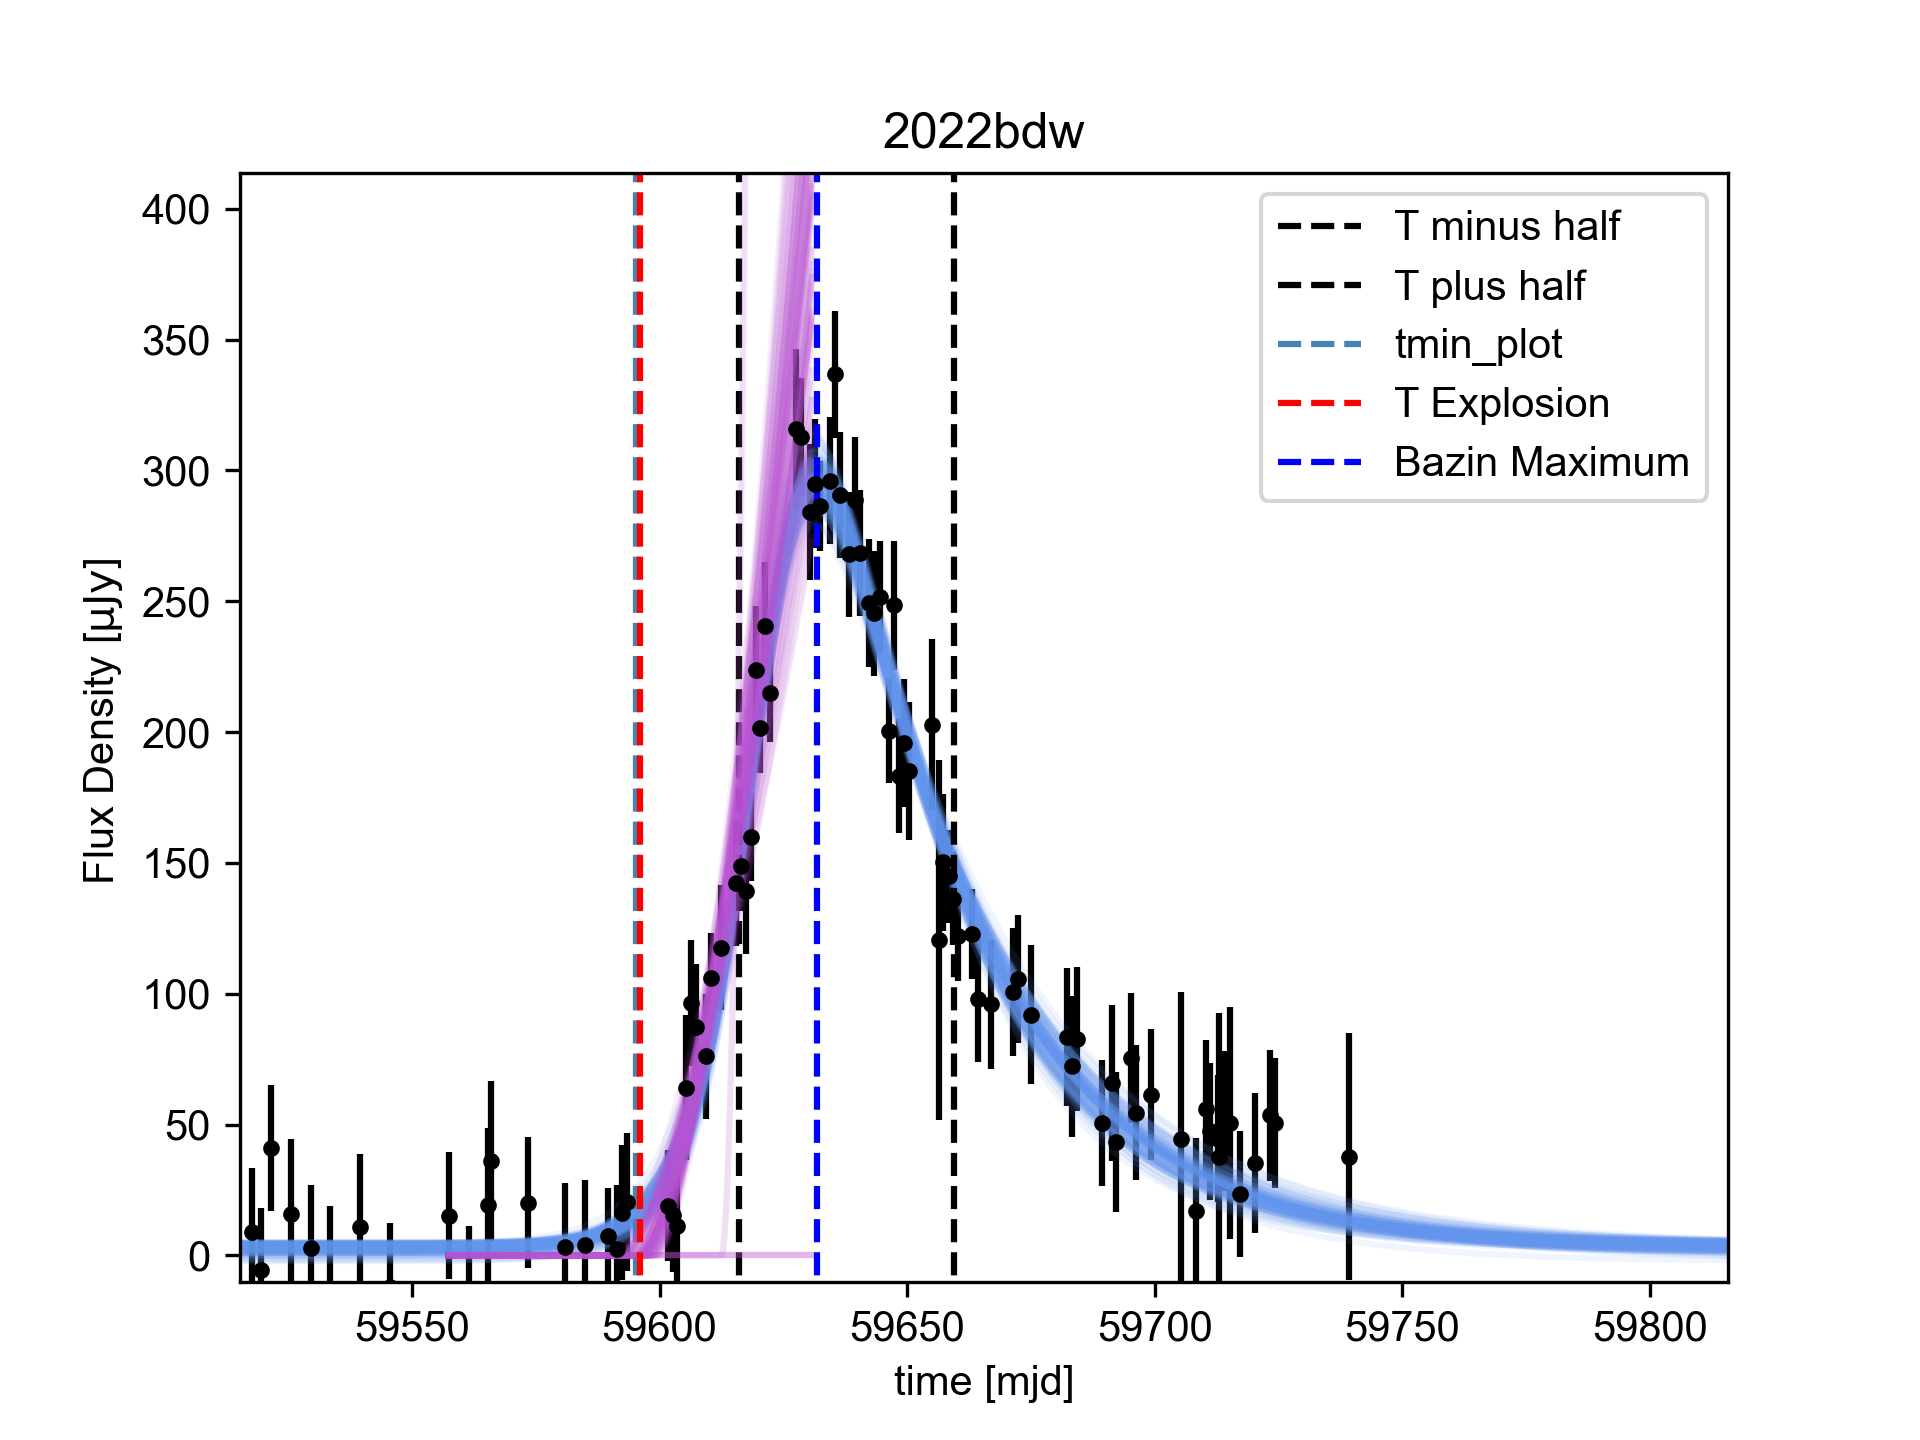 2022bdw
400
350
300
250
200
150
100
50
0
Flux Density [µJy]
59550 59600 59650 59700 59750 59800
time [mjd]
T minus half
T plus half
tmin_plot
T Explosion
Bazin Maximum